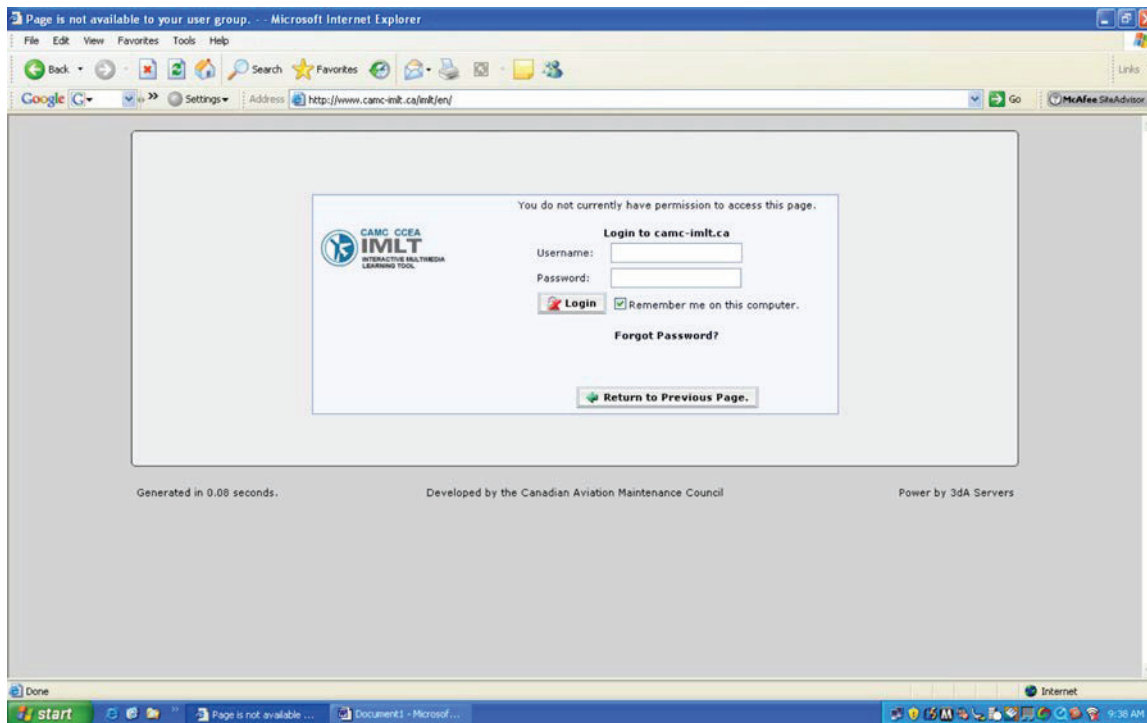 Page is not available to your user group. - - Microsoft Internet Explorer
File Edit View Favorites Tools Help
Back Search Favorites Links
Google G Settings Address http://www.camc-imlt.ca/imlt/en/ Go McAfee SiteAdvisor
You do not currently have permission to access this page.
CAMC CCEA
IMLT
INTERACTIVE MULTIMEDIA
LEARNING TOOL
Login to camc-imlt.ca
Username:
Password:
Login Remember me on this computer.
Forgot Password?
Return to Previous Page.
Generated in 0.08 seconds. Developed by the Canadian Aviation Maintenance Council Power by 3dA Servers
Done Internet
start Page is not available ... Document1 - Microsof... 9:38 AM